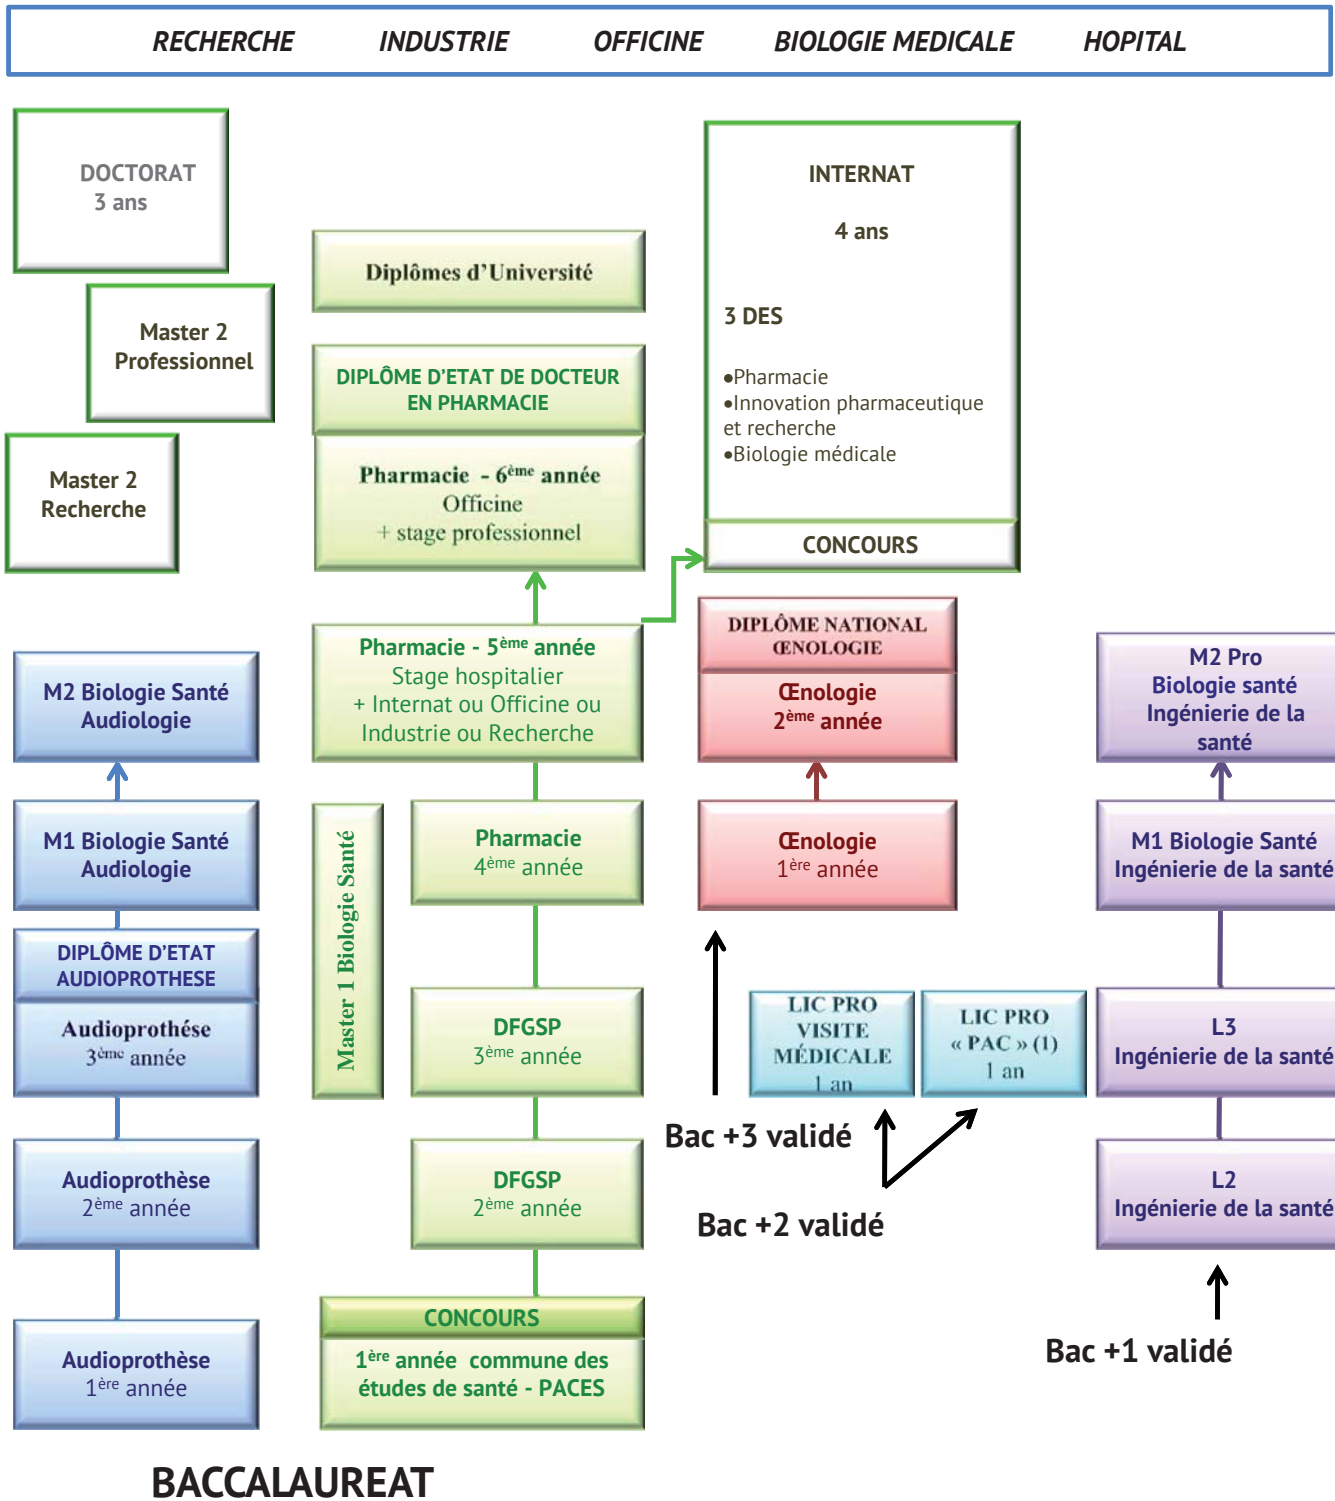 RECHERCHE INDUSTRIE OFFICINE BIOLOGIE MEDICALE HOPITAL
DOCTORAT
3 ans
Master 2
Professionnel
Master 2
Recherche
Diplômes d'Université
DIPLÔME D'ETAT DE DOCTEUR
EN PHARMACIE
Pharmacie - 6ème année
Officine
+ stage professionnel
INTERNAT
4 ans
3 DES
•Pharmacie
•Innovation pharmaceutique
et recherche
•Biologie médicale
CONCOURS
M2 Biologie Santé
Audiologie
M1 Biologie Santé
Audiologie
DIPLÔME D'ETAT
AUDIOPROTHESE
Audioprothése
3ème année
Audioprothèse
2ème année
Audioprothèse
1ère année
Pharmacie - 5ème année
Stage hospitalier
+ Internat ou Officine ou
Industrie ou Recherche
Master 1 Biologie Santé
Pharmacie
4ème année
DFGSP
3ème année
DFGSP
2ème année
CONCOURS
1ère année commune des
études de santé - PACES
DIPLÔME NATIONAL
ŒNOLOGIE
Œnologie
2ème année
Œnologie
1ère année
Bac +3 validé
LIC PRO
VISITE
MÉDICALE
1 an
LIC PRO
« PAC » (1)
1 an
Bac +2 validé
M2 Pro
Biologie santé
Ingénierie de la
santé
M1 Biologie Santé
Ingénierie de la santé
L3
Ingénierie de la santé
L2
Ingénierie de la santé
Bac +1 validé
BACCALAUREAT